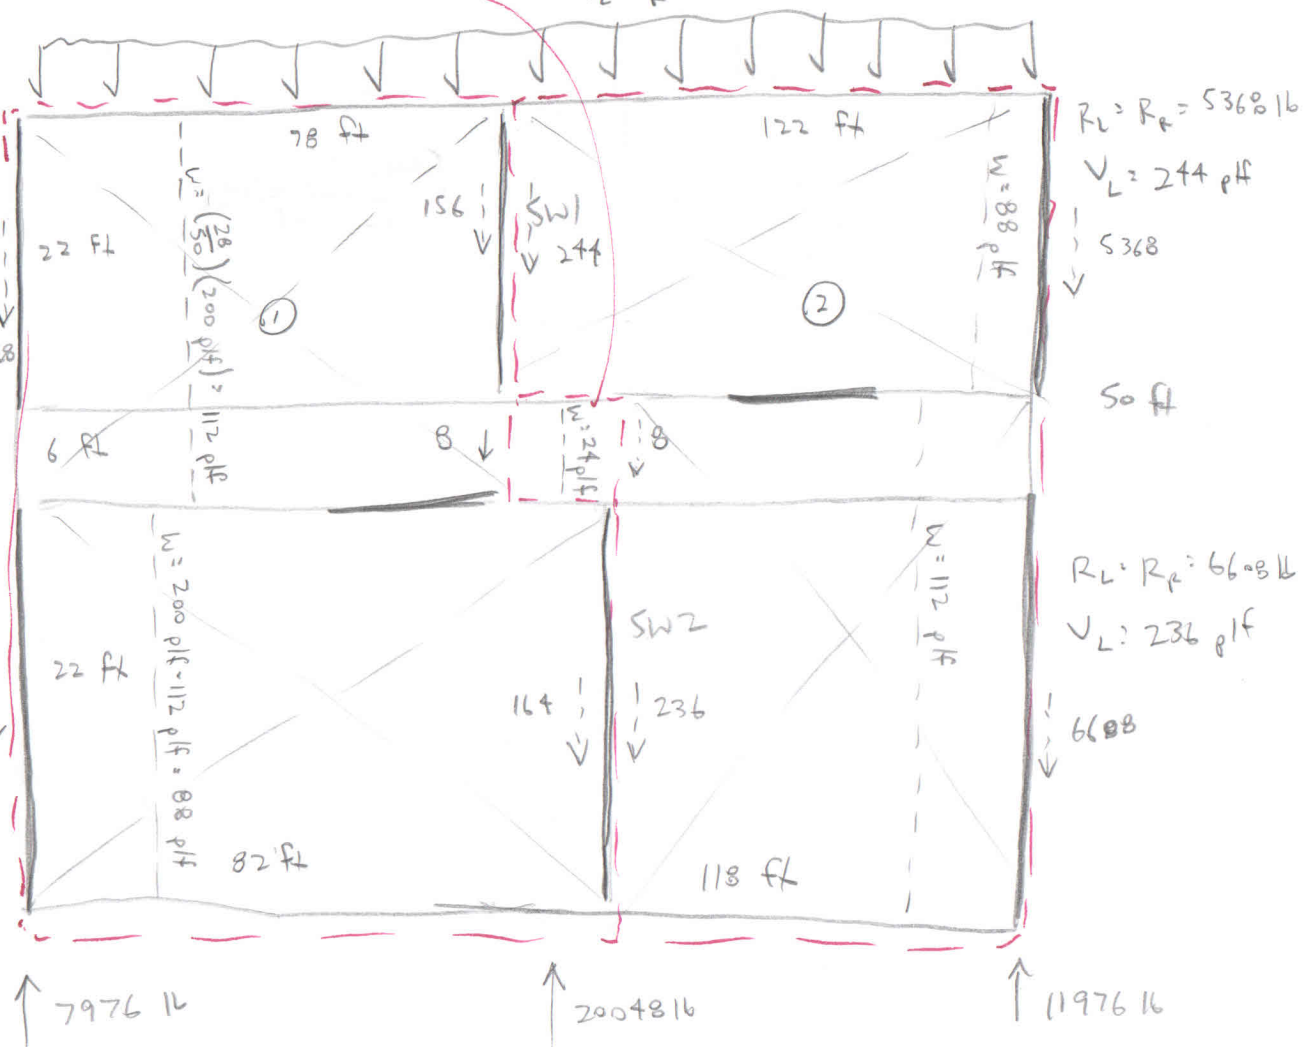 78 ft
122 ft
R_L = R_R = 5368 lb
V_L = 244 plf
22 ft
w = (28/50)(200 plf) = 112 plf
156
SW1
244
w = 88 plf
5368
1
2
8
50 ft
6 ft
8
w = 24 plf
8
w = 200 plf - 112 plf = 88 plf
w = 112 plf
R_L = R_R = 6608 lb
V_L = 236 plf
22 ft
SW2
164
236
6608
82 ft
118 ft
7976 lb
20048 lb
11976 lb